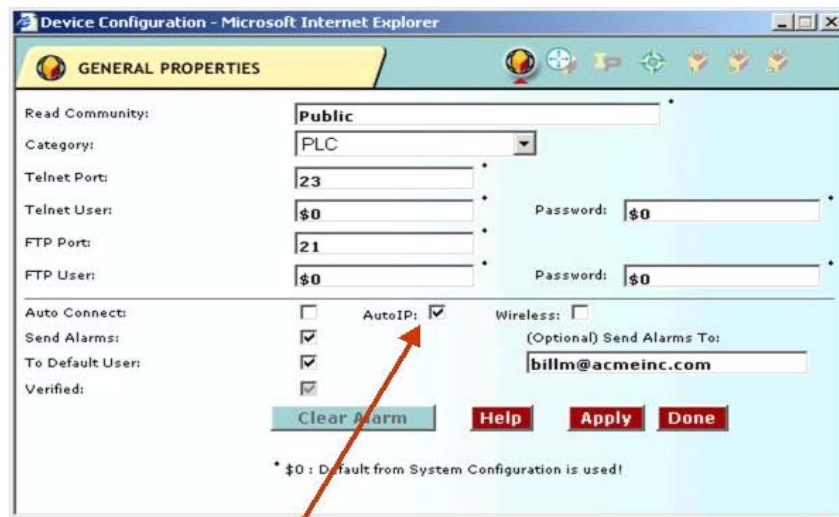 Device Configuration - Microsoft Internet Explorer
GENERAL PROPERTIES
Read Community: Public *
Category: PLC
Telnet Port: 23 *
Telnet User: $0 * Password: $0 *
FTP Port: 21 *
FTP User: $0 * Password: $0 *
Auto Connect: AutoIP: Wireless:
Send Alarms: (Optional) Send Alarms To:
To Default User: billm@acmeinc.com
Verified:
Clear Alarm Help Apply Done
* $0 : Default from System Configuration is used!